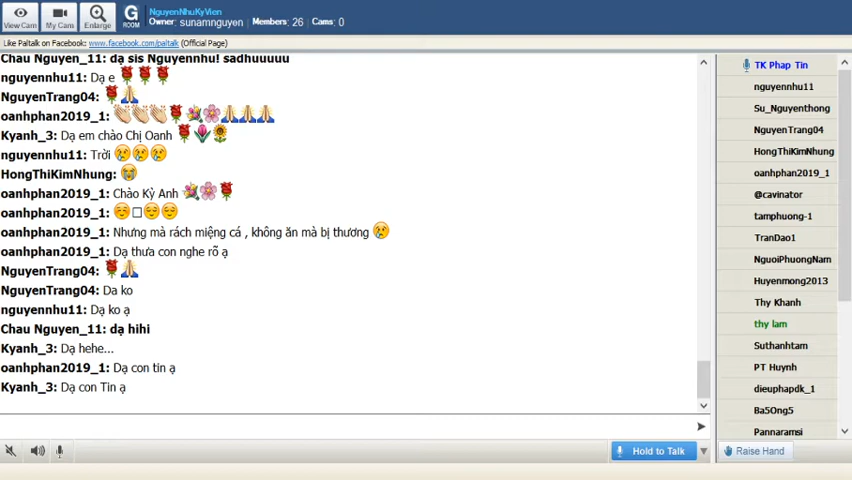 View Cam
My Cam
Enlarge
G
ROOM
NguyenNhuKyVien
Owner: sunamnguyen Members: 26 Cams: 0
Like Paltalk on Facebook: www.facebook.com/paltalk (Official Page)
Chau Nguyen_11: dạ sis Nguyennhu! sadhuuuuu
nguyennhu11: Dạ e
NguyenTrang04:
oanhphan2019_1:
Kyanh_3: Dạ em chào Chị Oanh
nguyennhu11: Trời
HongThiKimNhung:
oanhphan2019_1: Chào Kỳ Anh
oanhphan2019_1:
oanhphan2019_1: Nhưng mà rách miệng cá , không ăn mà bị thương
oanhphan2019_1: Dạ thưa con nghe rõ ạ
NguyenTrang04:
NguyenTrang04: Da ko
nguyennhu11: Dạ ko ạ
Chau Nguyen_11: dạ hihi
Kyanh_3: Dạ hehe...
oanhphan2019_1: Dạ con tin ạ
Kyanh_3: Dạ con Tin ạ
Hold to Talk
TK Phap Tin
nguyennhu11
Su_Nguyenthong
NguyenTrang04
HongThiKimNhung
oanhphan2019_1
@cavinator
tamphuong-1
TranDao1
NguoiPhuongNam
Huyenmong2013
Thy Khanh
thy lam
Suthanhtam
PT Huynh
dieuphapdk_1
Ba5Ong5
Pannaramsi
Raise Hand